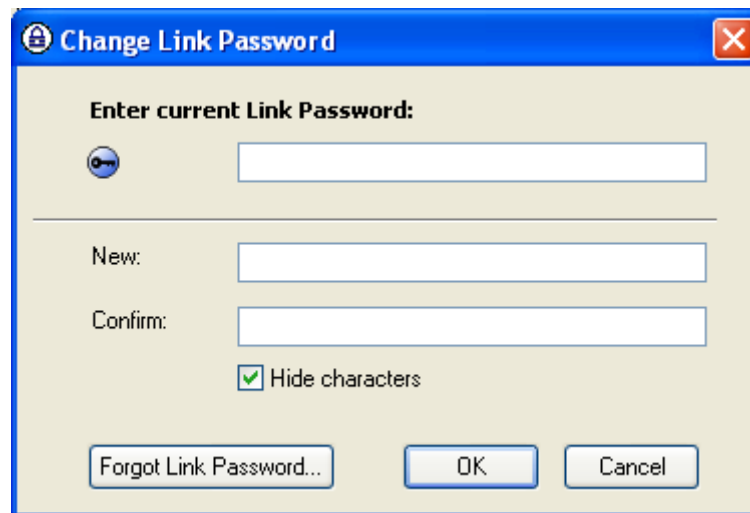 Change Link Password
Enter current Link Password:
New:
Confirm:
Hide characters
Forgot Link Password... OK Cancel